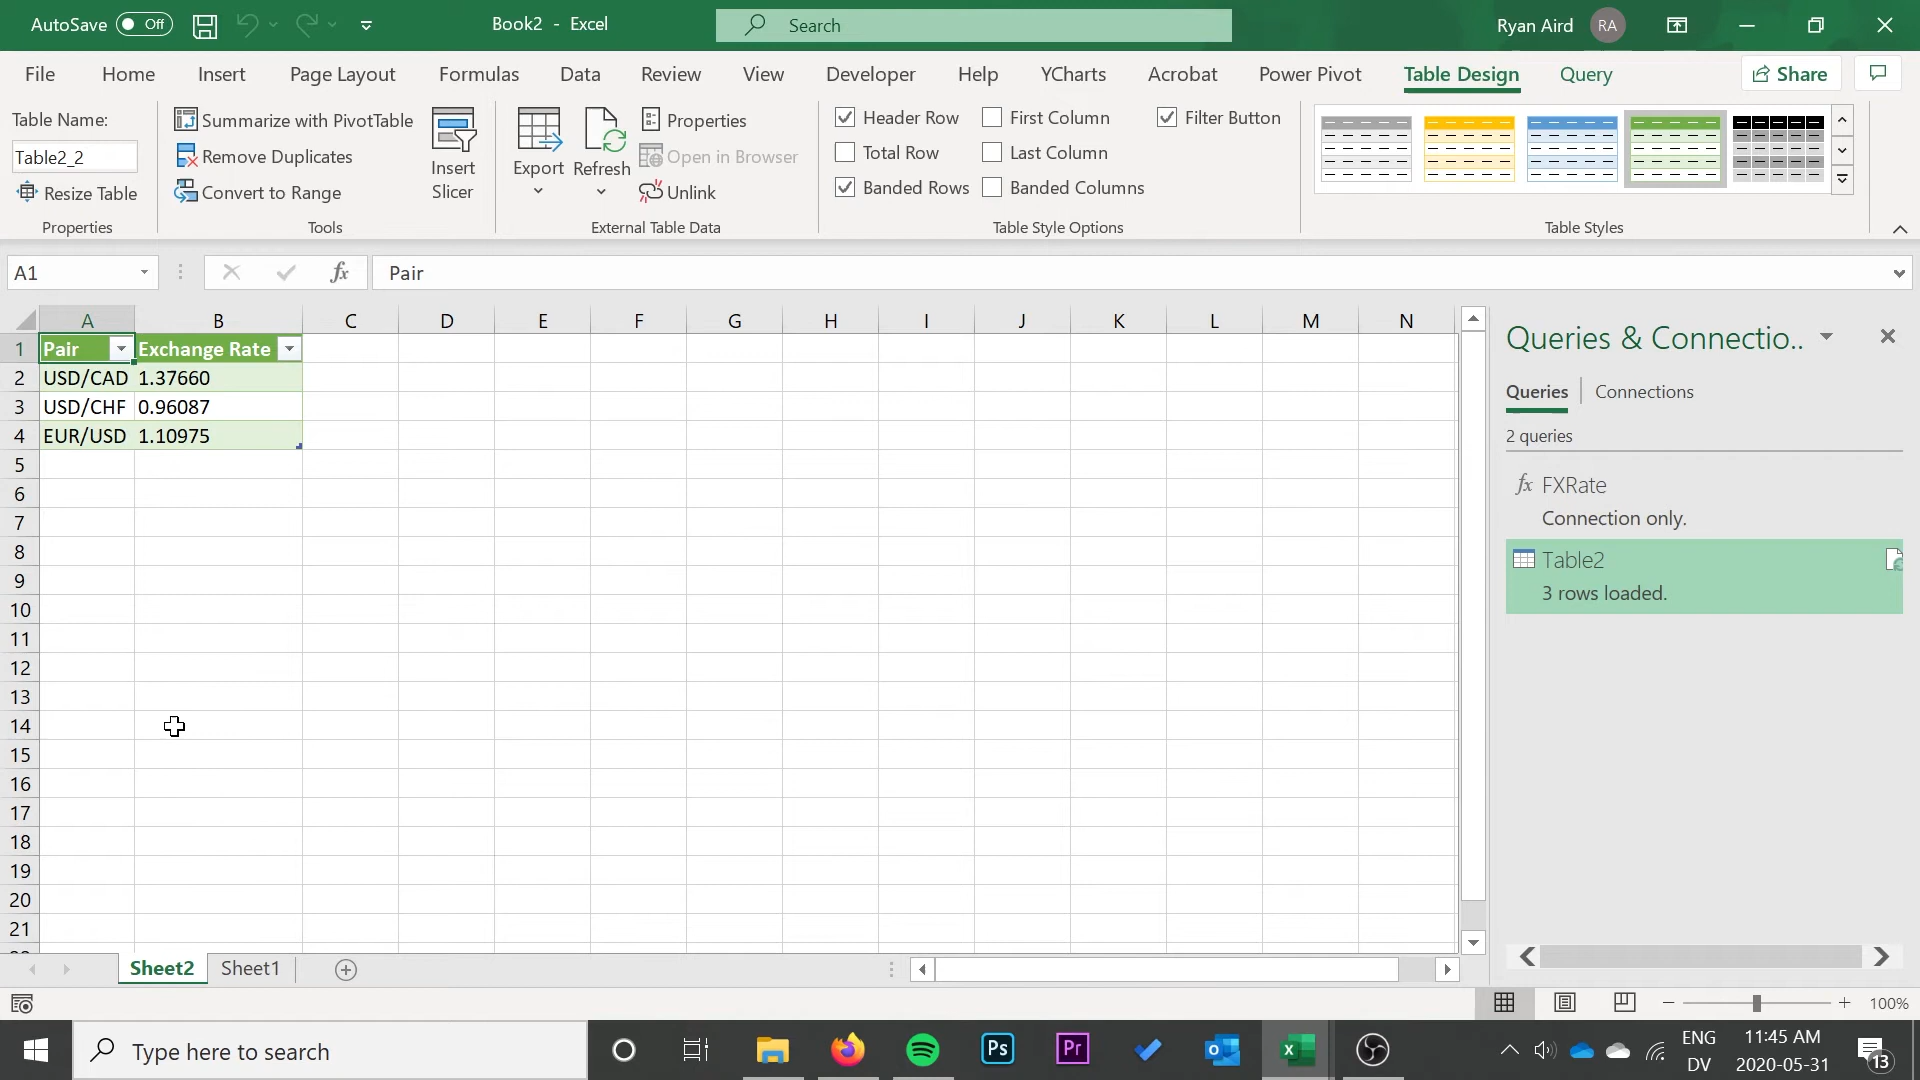 AutoSave Off
Book2 - Excel
Search
Ryan Aird RA
File Home Insert Page Layout Formulas Data Review View Developer Help YCharts Acrobat Power Pivot Table Design Query Share
Table Name:
Table2_2
Resize Table
Properties
Summarize with PivotTable
Remove Duplicates
Convert to Range
Insert
Slicer
Tools
Export
Refresh
Properties
Open in Browser
Unlink
External Table Data
Header Row First Column Filter Button
Total Row Last Column
Banded Rows Banded Columns
Table Style Options
Table Styles
A1 fx Pair
A B C D E F G H I J K L M N
1 Pair Exchange Rate
2 USD/CAD 1.37660
3 USD/CHF 0.96087
4 EUR/USD 1.10975
5
6
7
8
9
10
11
12
13
14
15
16
17
18
19
20
21
Queries & Connectio..
Queries Connections
2 queries
fx FXRate
Connection only.
Table2
3 rows loaded.
Sheet2 Sheet1
100%
Type here to search
Ps
Pr
ENG
DV
11:45 AM
2020-05-31
13